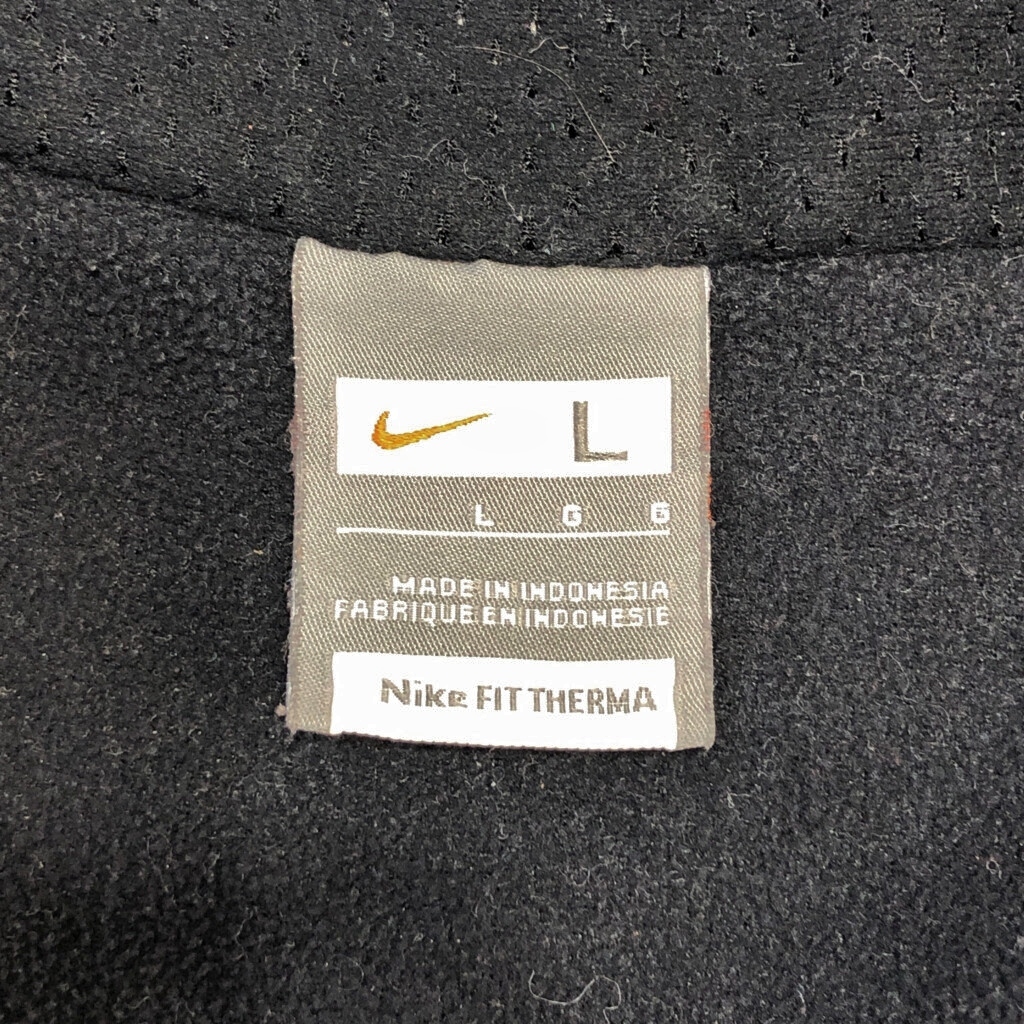 L
L G G
MADE IN INDONESIA
FABRIQUE EN INDONESIE
Nike FIT THERMA